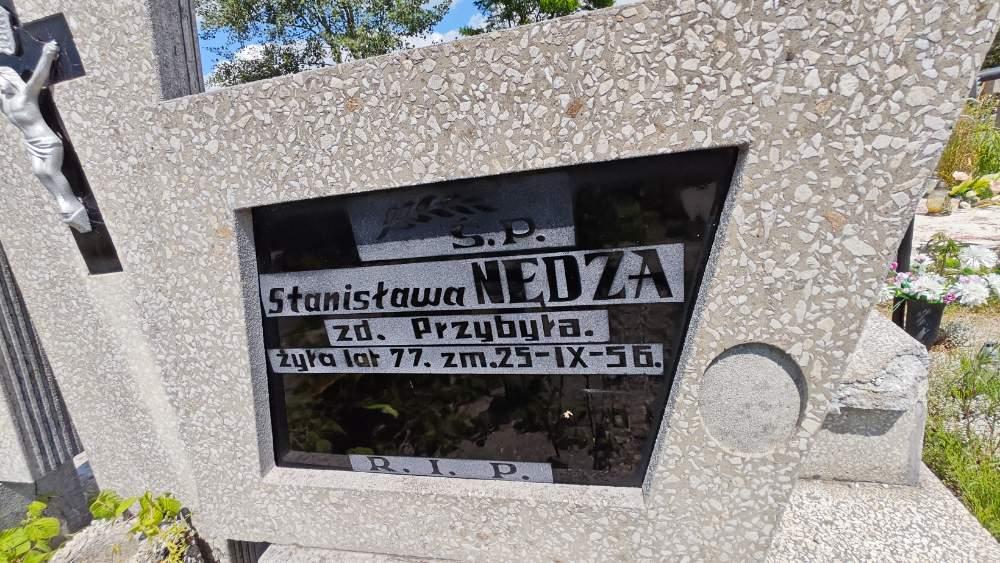 Ś.P.
Stanisława NĘDZA
zd. Przybyła.
żyła lat 77. zm. 25-IX-56.
R. I. P.